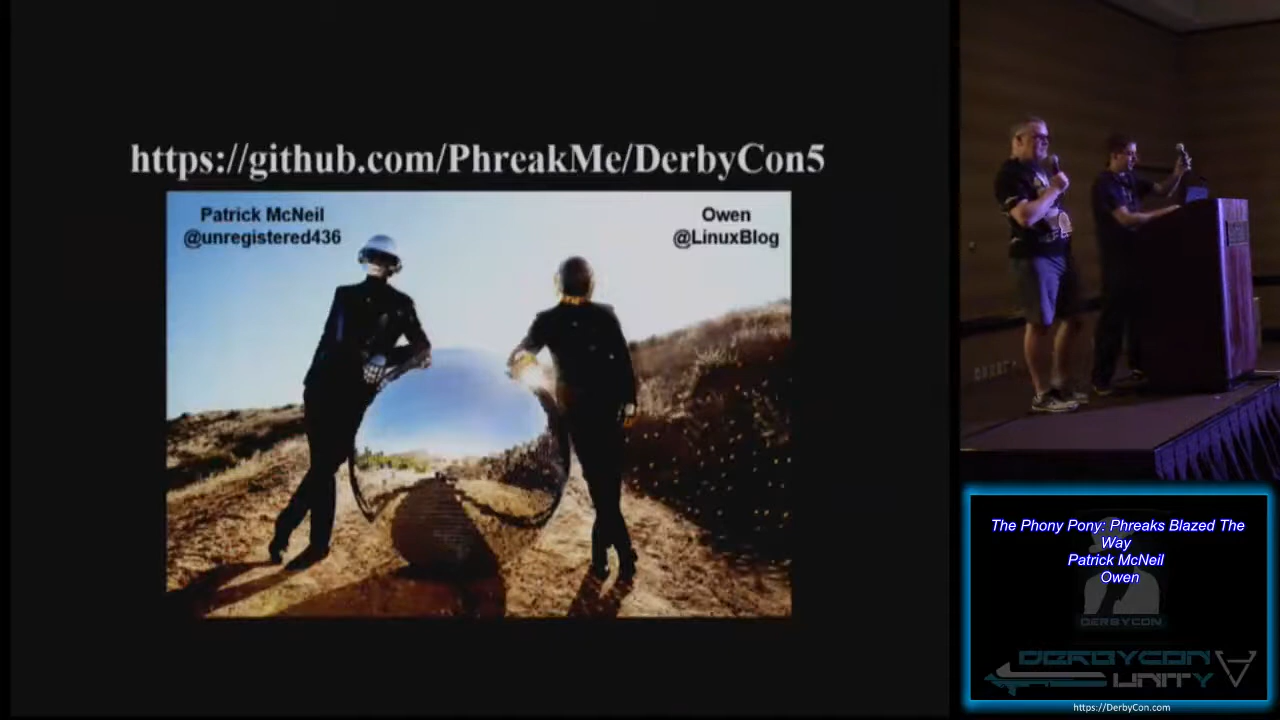 https://github.com/PhreakMe/DerbyCon5
Patrick McNeil
@unregistered436
Owen
@LinuxBlog
The Phony Pony: Phreaks Blazed The
Way
Patrick McNeil
Owen
DERBYCON
DERBYCON
UNITY
https://DerbyCon.com